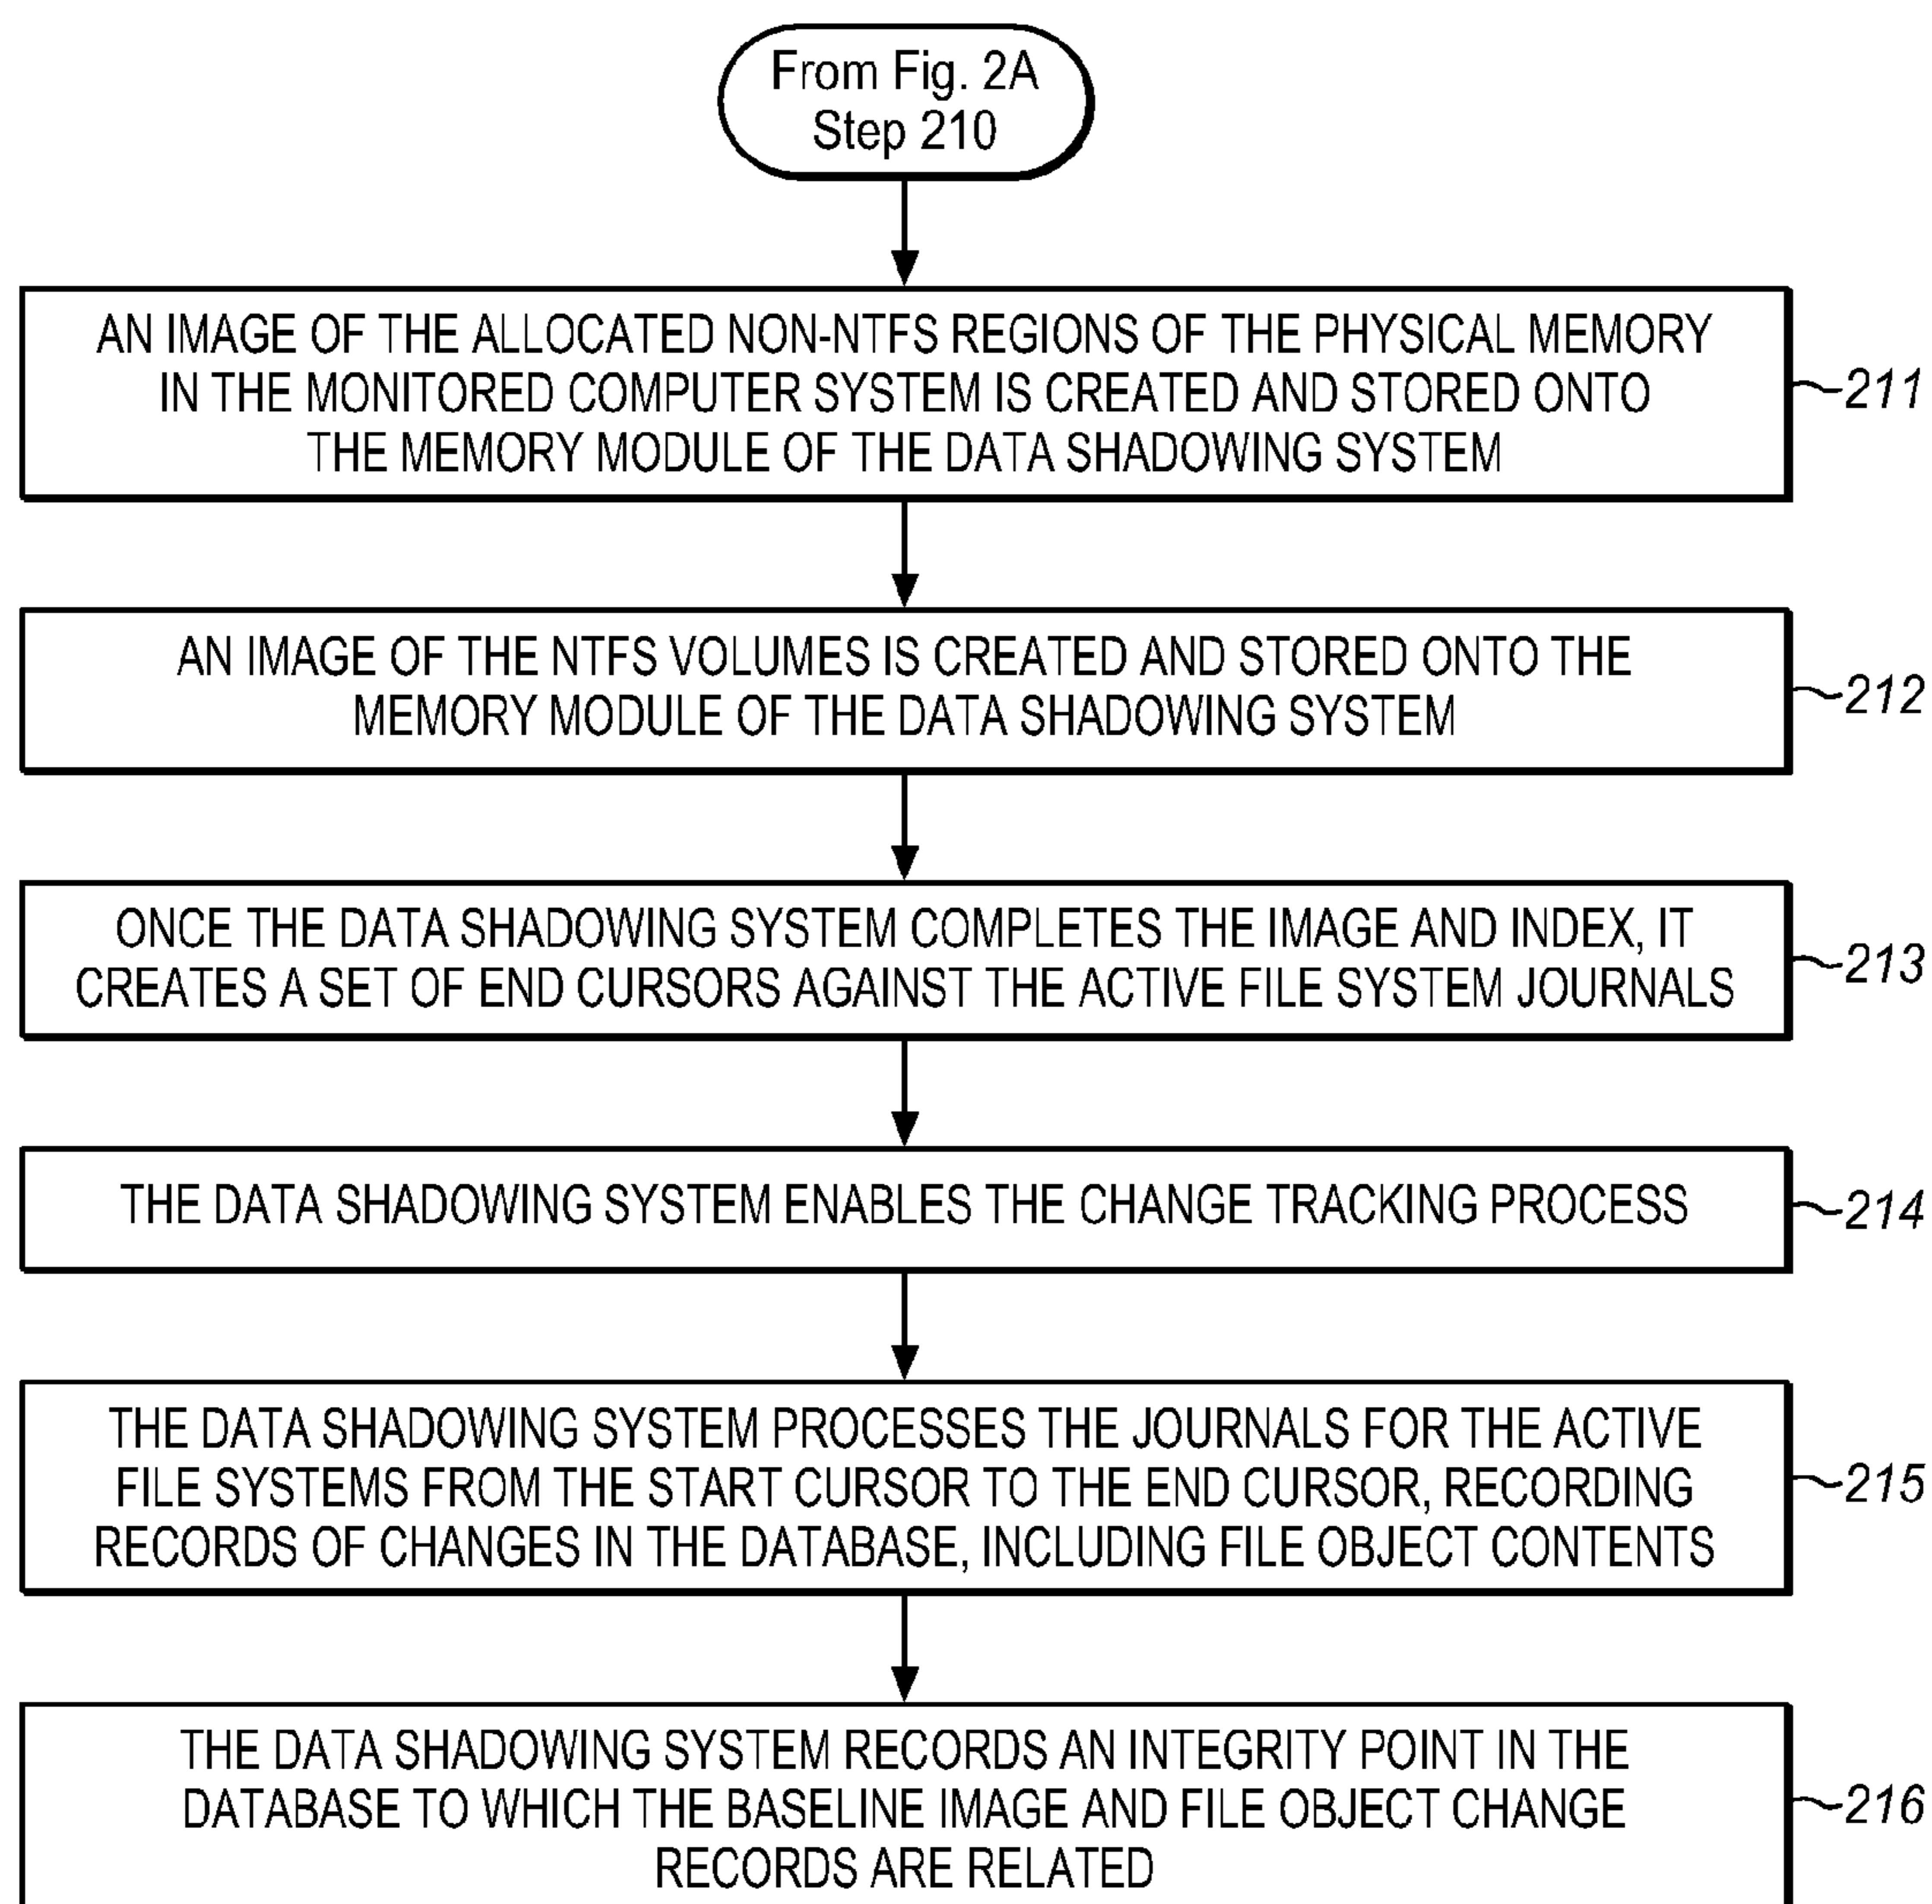 From Fig. 2A
Step 210
AN IMAGE OF THE ALLOCATED NON-NTFS REGIONS OF THE PHYSICAL MEMORY
IN THE MONITORED COMPUTER SYSTEM IS CREATED AND STORED ONTO
THE MEMORY MODULE OF THE DATA SHADOWING SYSTEM
211
AN IMAGE OF THE NTFS VOLUMES IS CREATED AND STORED ONTO THE
MEMORY MODULE OF THE DATA SHADOWING SYSTEM
212
ONCE THE DATA SHADOWING SYSTEM COMPLETES THE IMAGE AND INDEX, IT
CREATES A SET OF END CURSORS AGAINST THE ACTIVE FILE SYSTEM JOURNALS
213
THE DATA SHADOWING SYSTEM ENABLES THE CHANGE TRACKING PROCESS
214
THE DATA SHADOWING SYSTEM PROCESSES THE JOURNALS FOR THE ACTIVE
FILE SYSTEMS FROM THE START CURSOR TO THE END CURSOR, RECORDING
RECORDS OF CHANGES IN THE DATABASE, INCLUDING FILE OBJECT CONTENTS
215
THE DATA SHADOWING SYSTEM RECORDS AN INTEGRITY POINT IN THE
DATABASE TO WHICH THE BASELINE IMAGE AND FILE OBJECT CHANGE
RECORDS ARE RELATED
216